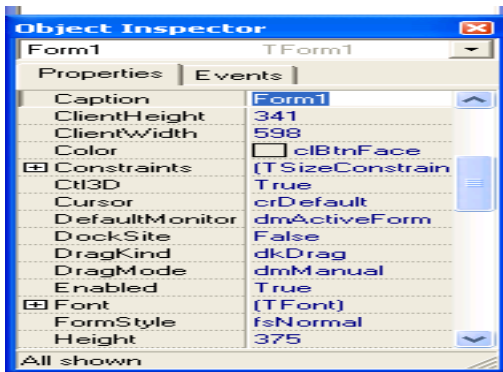 Object Inspector
Form1 TForm1
Properties Events
Caption Form1
ClientHeight 341
ClientWidth 598
Color clBtnFace
Constraints (TSizeConstrain
Ctl3D True
Cursor crDefault
DefaultMonitor dmActiveForm
DockSite False
DragKind dkDrag
DragMode dmManual
Enabled True
Font (TFont)
FormStyle fsNormal
Height 375
All shown